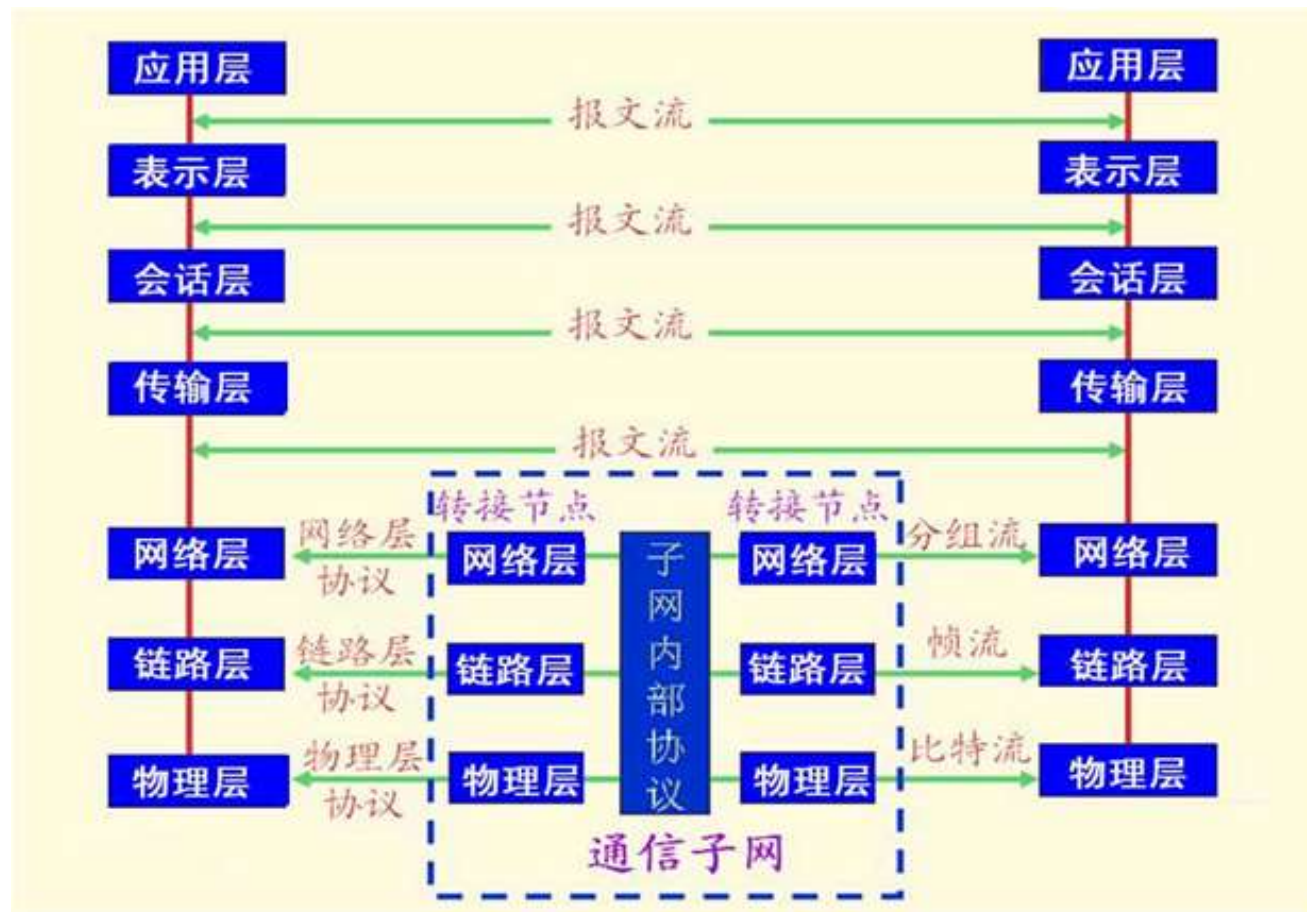 应用层
应用层
报文流
表示层
表示层
报文流
会话层
会话层
报文流
传输层
传输层
报文流
转接节点
转接节点
网络层
网络层
协议
网络层
子网内部协议
网络层
分组流
网络层
链路层
链路层
协议
链路层
链路层
帧流
链路层
物理层
物理层
协议
物理层
物理层
比特流
物理层
通信子网